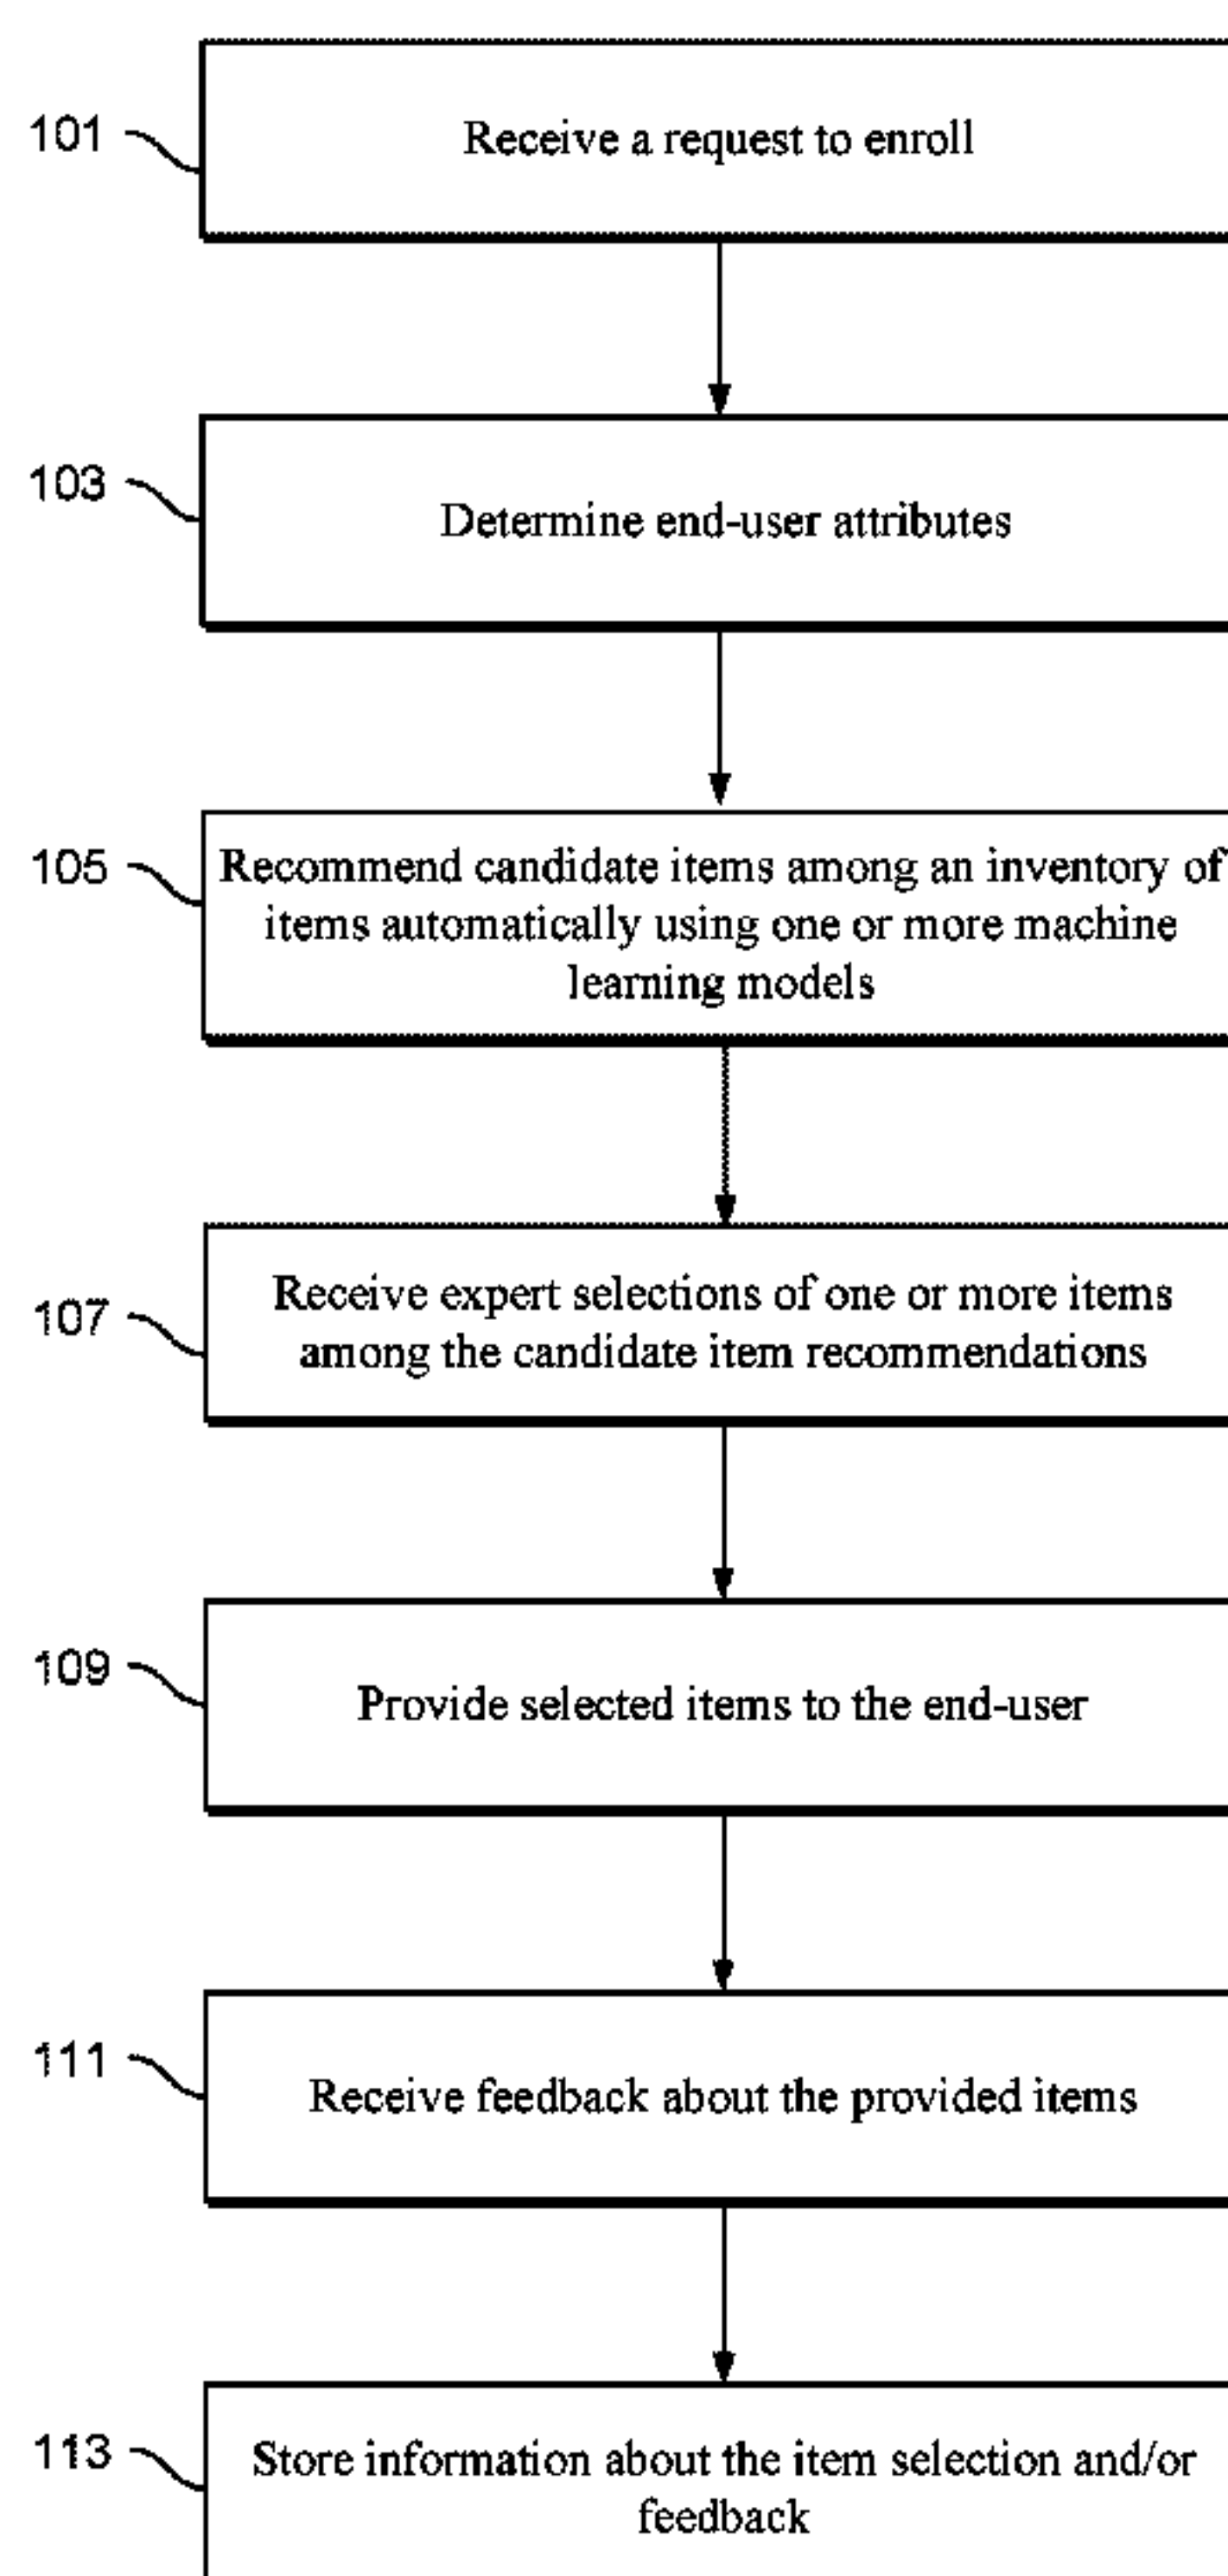 101
Receive a request to enroll
103
Determine end-user attributes
105
Recommend candidate items among an inventory of
items automatically using one or more machine
learning models
107
Receive expert selections of one or more items
among the candidate item recommendations
109
Provide selected items to the end-user
111
Receive feedback about the provided items
113
Store information about the item selection and/or
feedback